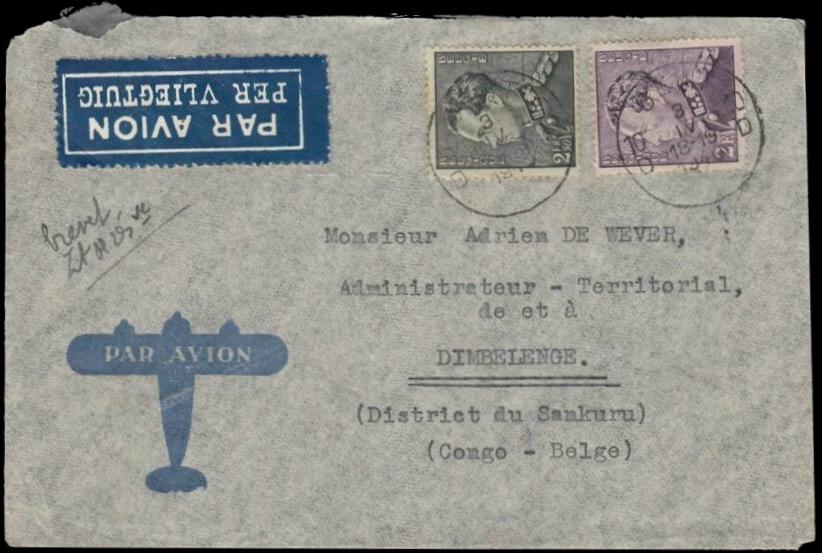 PAR AVION
PER VLIEGTUIG
Monsieur Adrien DE WEVER,
Administrateur - Territorial,
de et à
DIMBELENGE.
(District du Sankuru)
(Congo - Belge)
PAR AVION